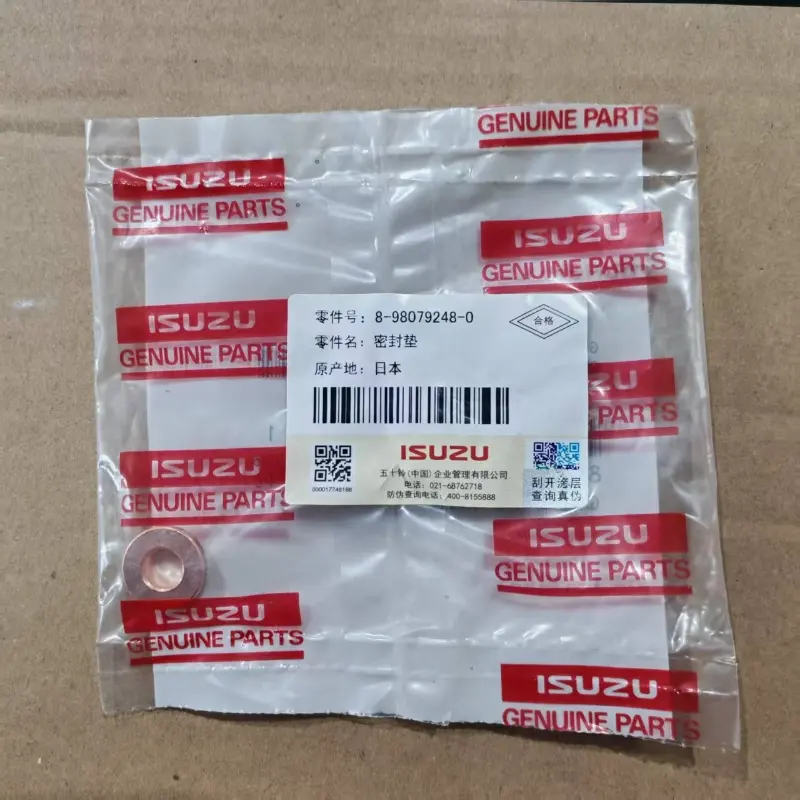 GENUINE PARTS
ISUZU
GENUINE PARTS
ISUZU
GENUINE PARTS
ISUZU
GENUINE PARTS
零件号: 8-98079248-0
合格
零件名: 密封垫
原产地: 日本
ISUZU
五十铃(中国)企业管理有限公司
电话: 021-68762718
防伪查询电话: 400-8155888
刮开涂层
查询真伪
PARTS
ISUZU
GENUINE PARTS
ISUZU
GENUINE PARTS
ISUZU
GENUINE PARTS
ISUZU
GENUINE PARTS